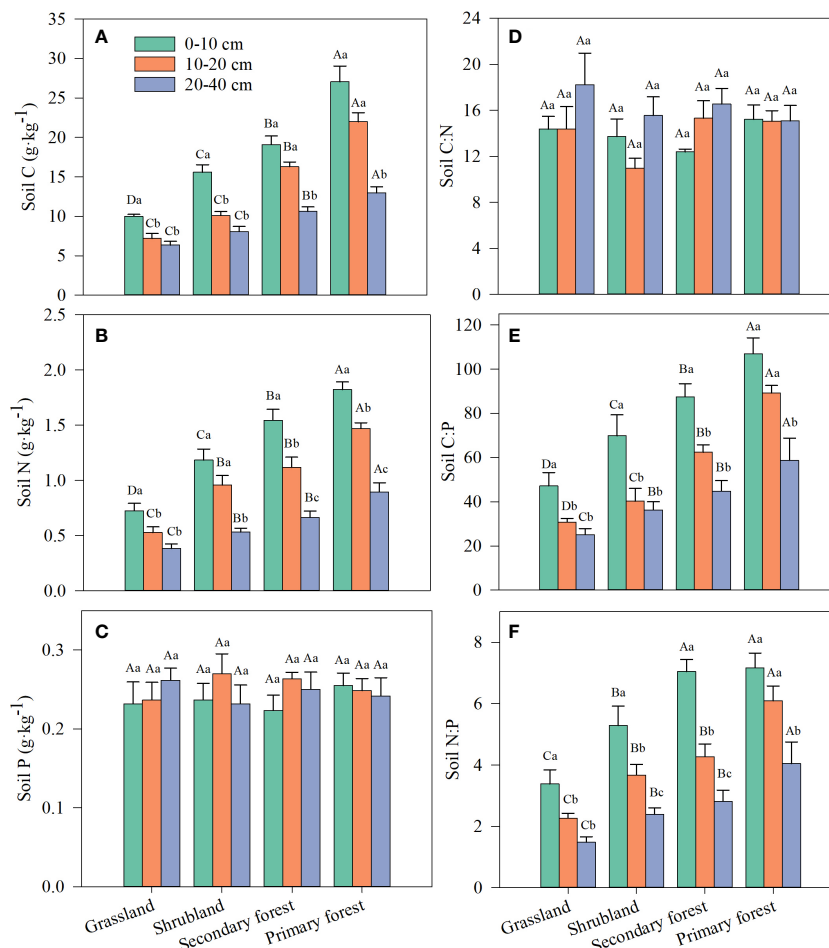 A
0-10 cm
10-20 cm
20-40 cm
Soil C (g·kg-1)
35
30
25
20
15
10
5
0
Da
Cb
Cb
Ca
Cb
Cb
Ba
Ba
Bb
Aa
Aa
Ab
B
Soil N (g·kg-1)
2.5
2.0
1.5
1.0
0.5
0.0
Da
Cb
Cb
Ca
Ba
Bb
Ba
Bb
Bc
Aa
Ab
Ac
C
Soil P (g·kg-1)
0.3
0.2
0.1
0.0
Aa
Aa
Aa
Aa
Aa
Aa
Aa
Aa
Aa
Aa
Aa
Aa
Grassland
Shrubland
Secondary forest
Primary forest
D
Soil C:N
24
20
16
12
8
4
0
Aa
Aa
Aa
Aa
Aa
Aa
Aa
Aa
Aa
Aa
Aa
Aa
E
Soil C:P
120
100
80
60
40
20
0
Da
Db
Cb
Ca
Cb
Bb
Ba
Bb
Bb
Aa
Aa
Ab
F
Soil N:P
8
6
4
2
0
Ca
Cb
Cb
Ba
Bb
Bc
Aa
Bb
Bc
Aa
Aa
Ab
Grassland
Shrubland
Secondary forest
Primary forest